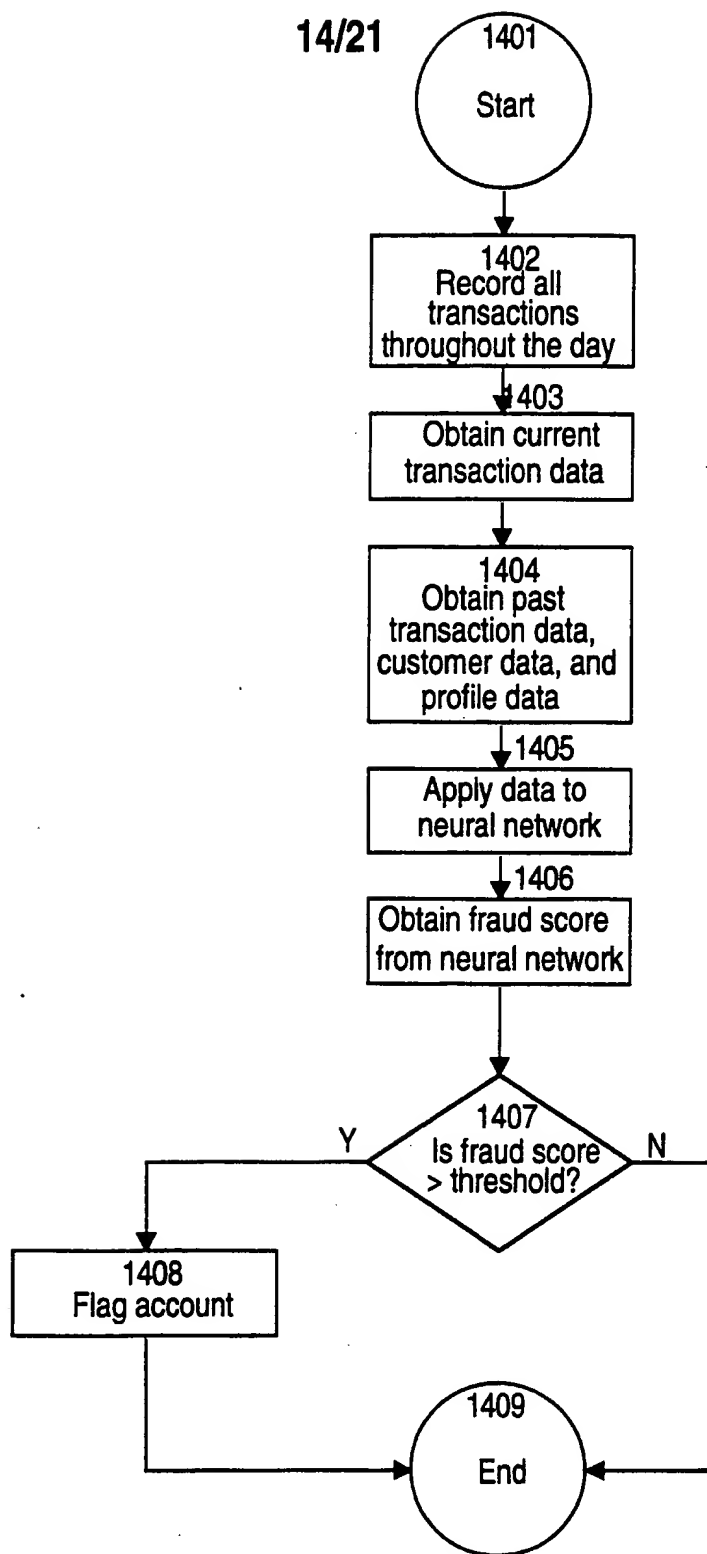 14/21
1401
Start
1402
Record all
transactions
throughout the day
1403
Obtain current
transaction data
1404
Obtain past
transaction data,
customer data, and
profile data
1405
Apply data to
neural network
1406
Obtain fraud score
from neural network
1407
Is fraud score
> threshold?
Y
N
1408
Flag account
1409
End